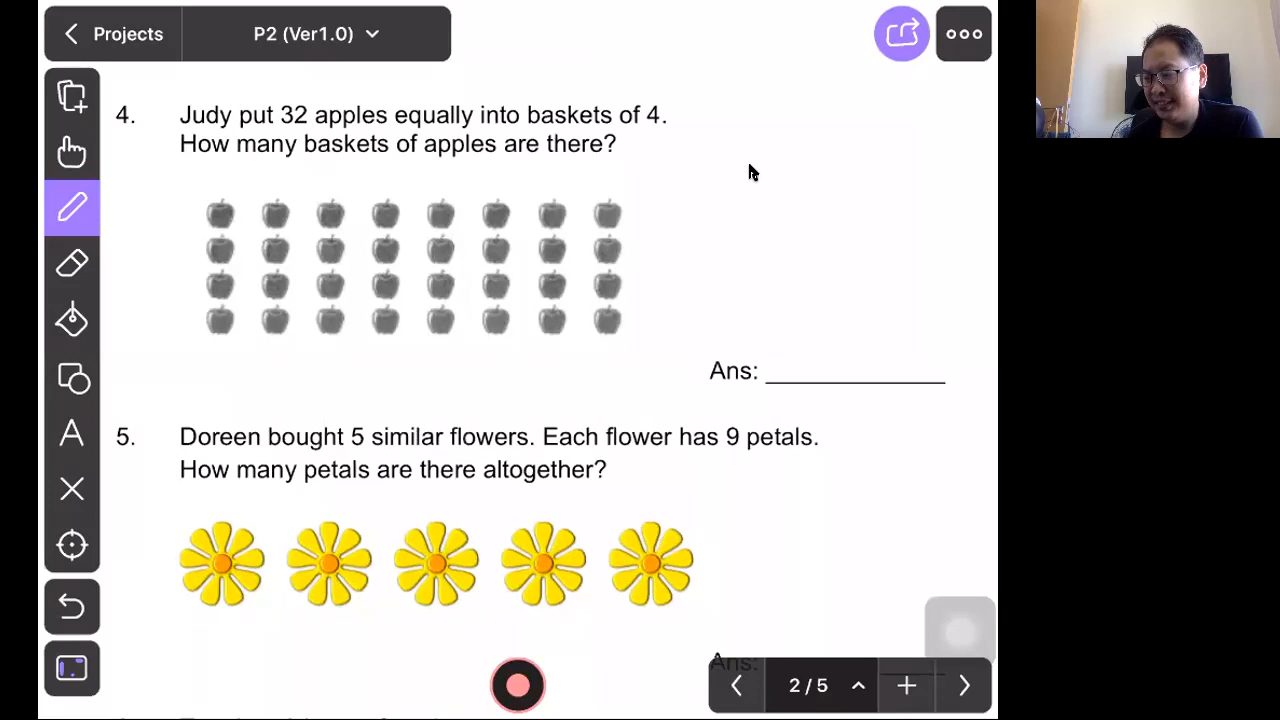 Projects
P2 (Ver1.0)
4. Judy put 32 apples equally into baskets of 4.
How many baskets of apples are there?
Ans: ____________
5. Doreen bought 5 similar flowers. Each flower has 9 petals.
How many petals are there altogether?
Ans:
A
2 / 5